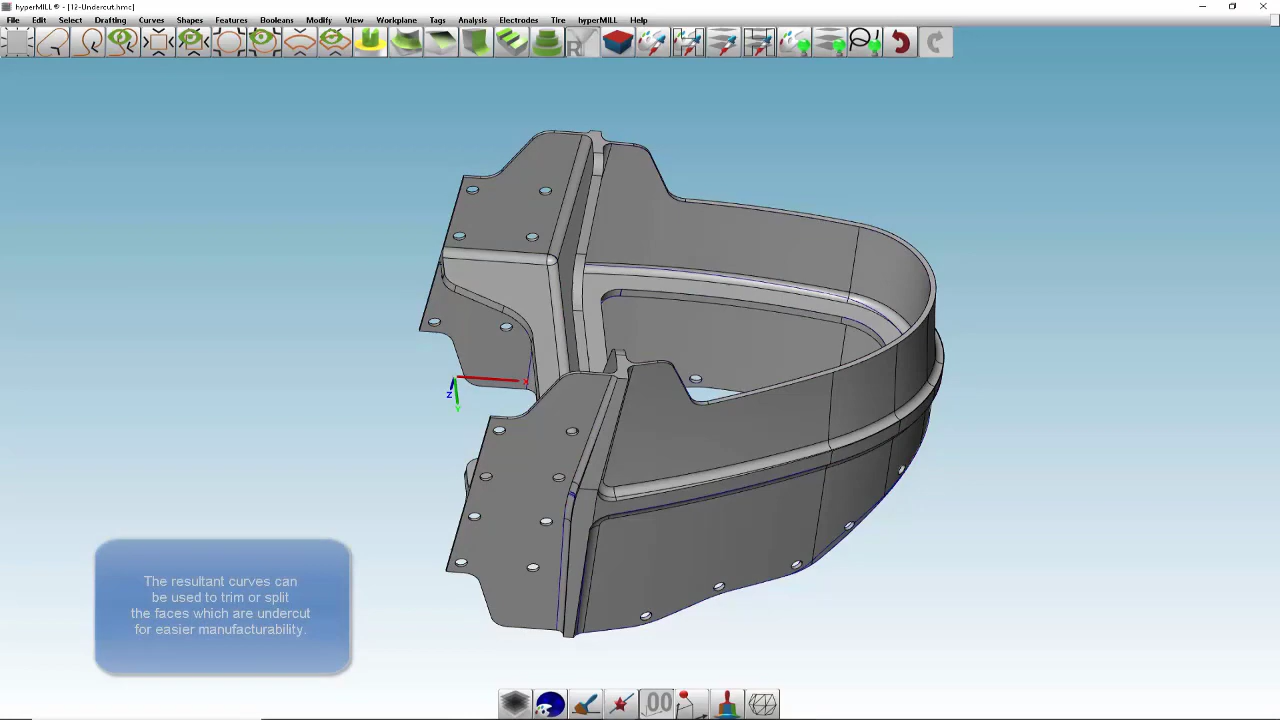 hyperMILL ® - [12-Undercut.hmc]
File Edit Select Drafting Curves Shapes Features Booleans Modify View Workplane Tags Analysis Electrodes Tire hyperMILL Help
R
X
Z
Y
The resultant curves can
be used to trim or split
the faces which are undercut
for easier manufacturability.
00